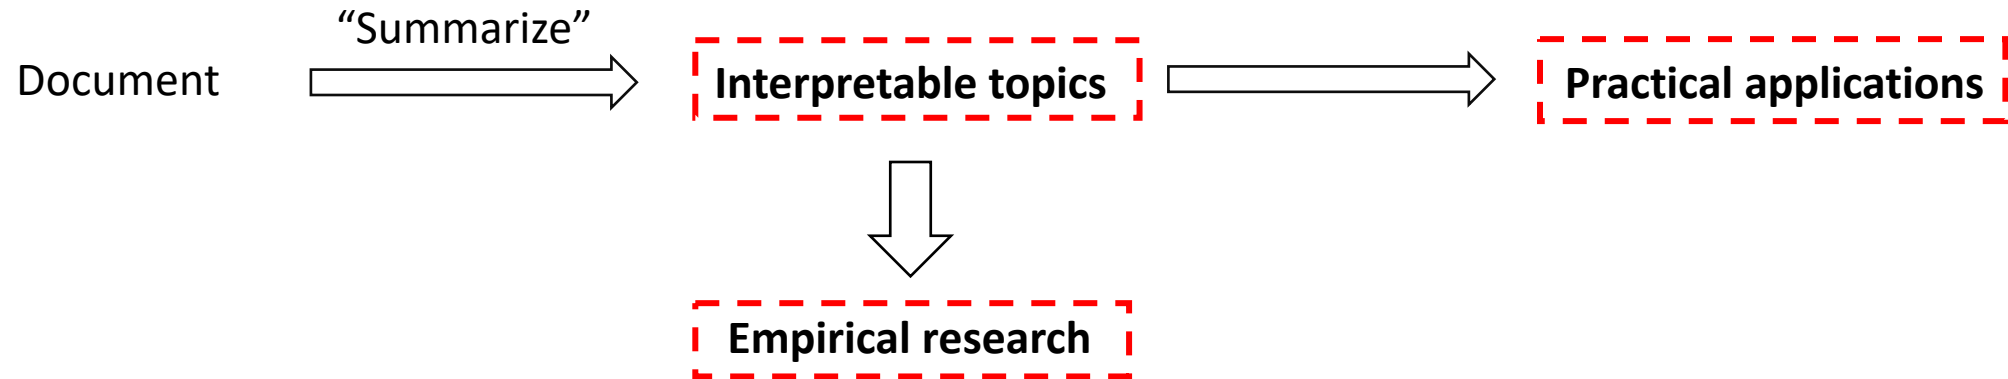 “Summarize”
Document
Interpretable topics
Practical applications
Empirical research